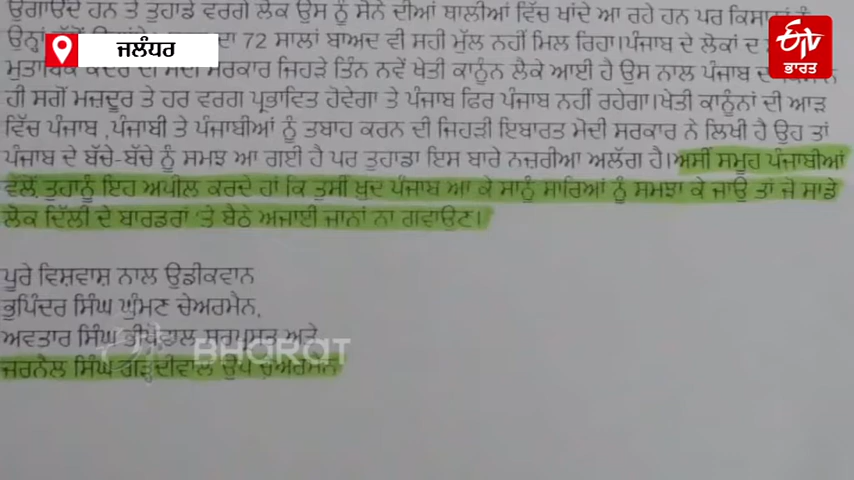 ਉਗਾਉਂਦੇ ਹਨ ਤੇ ਤੁਹਾਡੇ ਵਰਗੇ ਲੋਕ ਉਸ ਨੂੰ ਸੋਨੇ ਦੀਆਂ ਥਾਲੀਆਂ ਵਿੱਚ ਖਾਂਦੇ ਆ ਰਹੇ ਹਨ ਪਰ
ਜਲੰਧਰ
ਦਾ 72 ਸਾਲਾਂ ਬਾਅਦ ਵੀ ਸਹੀ ਮੁੱਲ ਨਹੀਂ ਮਿਲ ਰਿਹਾ।ਪੰਜਾਬ ਦੇ ਲੋਕਾਂ
ETV
ਭਾਰਤ
ਸਰਕਾਰ ਜਿਹੜੇ ਤਿੰਨ ਨਵੇਂ ਖੇਤੀ ਕਾਨੂੰਨ ਲੈਕੇ ਆਈ ਹੈ ਉਸ ਨਾਲ ਪੰਜਾਬ
ਹੀ ਸਗੋਂ ਮਜ਼ਦੂਰ ਤੇ ਹਰ ਵਰਗ ਪ੍ਰਭਾਵਿਤ ਹੋਵੇਗਾ ਤੇ ਪੰਜਾਬ ਫਿਰ ਪੰਜਾਬ ਨਹੀਂ ਰਹੇਗਾ।ਖੇਤੀ ਕਾਨੂੰਨਾਂ ਦੀ ਆੜ
ਵਿੱਚ ਪੰਜਾਬ ,ਪੰਜਾਬੀ ਤੇ ਪੰਜਾਬੀਆਂ ਨੂੰ ਤਬਾਹ ਕਰਨ ਦੀ ਜਿਹੜੀ ਇਬਾਰਤ ਮੋਦੀ ਸਰਕਾਰ ਨੇ ਲਿਖੀ ਹੈ ਉਹ ਤਾਂ
ਪੰਜਾਬ ਦੇ ਬੱਚੇ-ਬੱਚੇ ਨੂੰ ਸਮਝ ਆ ਗਈ ਹੈ ਪਰ ਤੁਹਾਡਾ ਇਸ ਬਾਰੇ ਨਜ਼ਰੀਆ ਅਲੱਗ ਹੈ।ਅਸੀਂ ਸਮੂਹ ਪੰਜਾਬੀਆਂ
ਵੱਲੋਂ ਤੁਹਾਨੂੰ ਇਹ ਅਪੀਲ ਕਰਦੇ ਹਾਂ ਕਿ ਤੁਸੀਂ ਖੁਦ ਪੰਜਾਬ ਆ ਕੇ ਸਾਨੂੰ ਸਾਰਿਆਂ ਨੂੰ ਸਮਝਾ ਕੇ ਜਾਉ ਤਾਂ ਜੋ ਸਾਡੇ
ਲੋਕ ਦਿੱਲੀ ਦੇ ਬਾਰਡਰਾਂ 'ਤੇ ਬੈਠੇ ਅਜਾਈ ਜਾਨਾਂ ਨਾ ਗਵਾਉਣ।
ਪੂਰੇ ਵਿਸ਼ਵਾਸ਼ ਨਾਲ ਉਡੀਕਵਾਨ
ਭੁਪਿੰਦਰ ਸਿੰਘ ਘੁੰਮਣ ਚੇਅਰਮੈਨ,
ਅਵਤਾਰ ਸਿੰਘ ਭੀਖੋਵਾਲ ਸਰਪ੍ਰਸਤ ਅਤੇ
BHARAT
ਜਰਨੈਲ ਸਿੰਘ ਗੜ੍ਹਦੀਵਾਲ ਉਪ ਚੇਅਰਮੈਨ